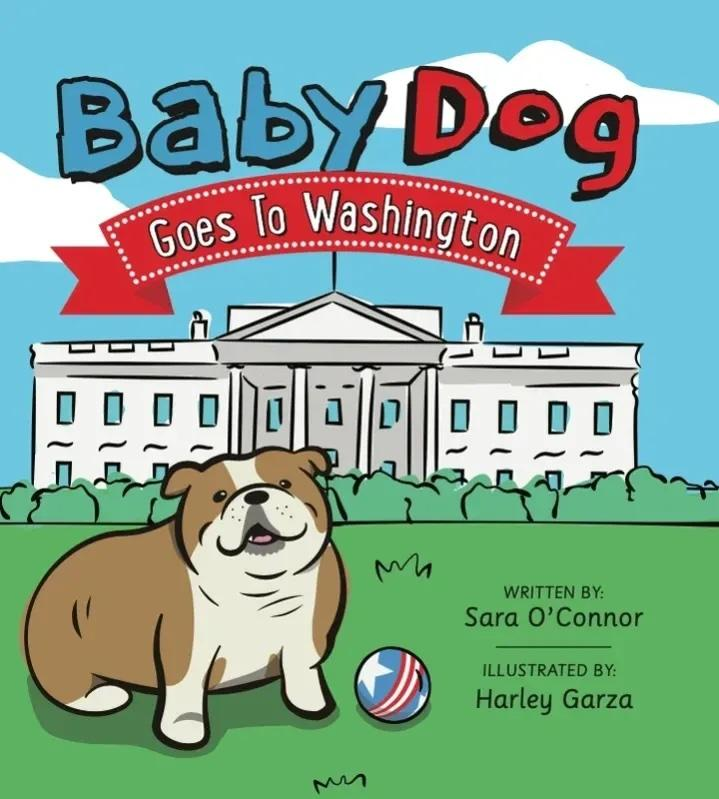 Baby Dog
Goes To Washington
WRITTEN BY:
Sara O'Connor
ILLUSTRATED BY:
Harley Garza